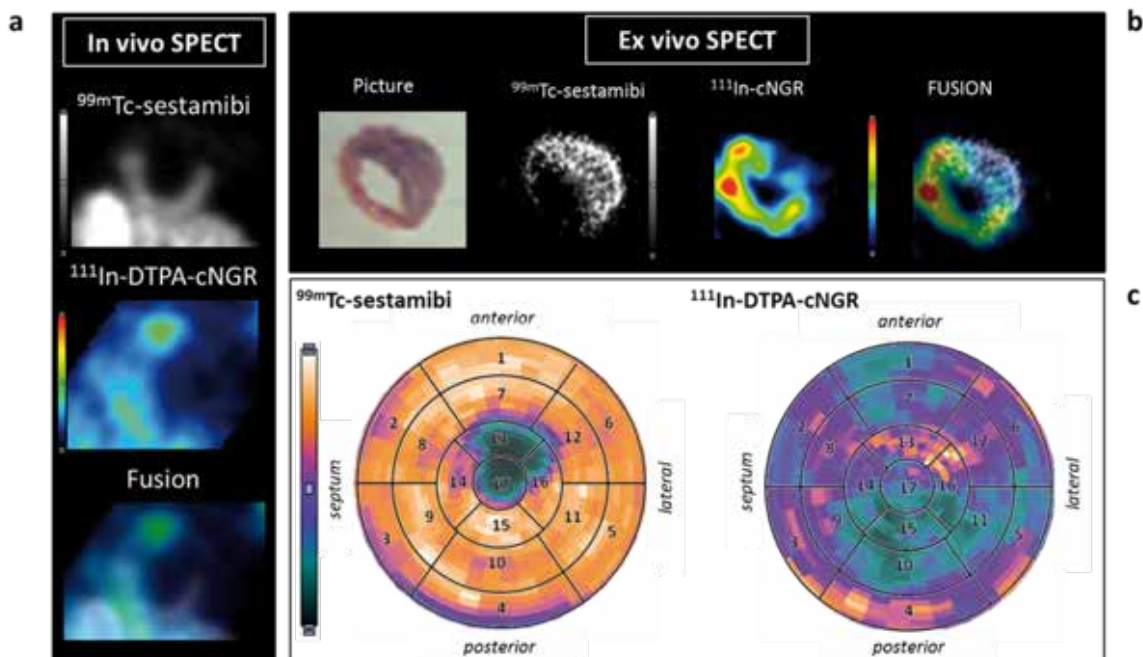 a
In vivo SPECT
99mTc-sestamibi
111In-DTPA-cNGR
Fusion
b
Ex vivo SPECT
Picture
99mTc-sestamibi
111In-cNGR
FUSION
c
99mTc-sestamibi
anterior
septum
lateral
posterior
1
7
2
6
8
12
14
16
9
11
15
3
5
10
4
111In-DTPA-cNGR
anterior
septum
lateral
posterior
1
7
2
6
8
13
12
14
17
16
9
11
15
3
5
10
4